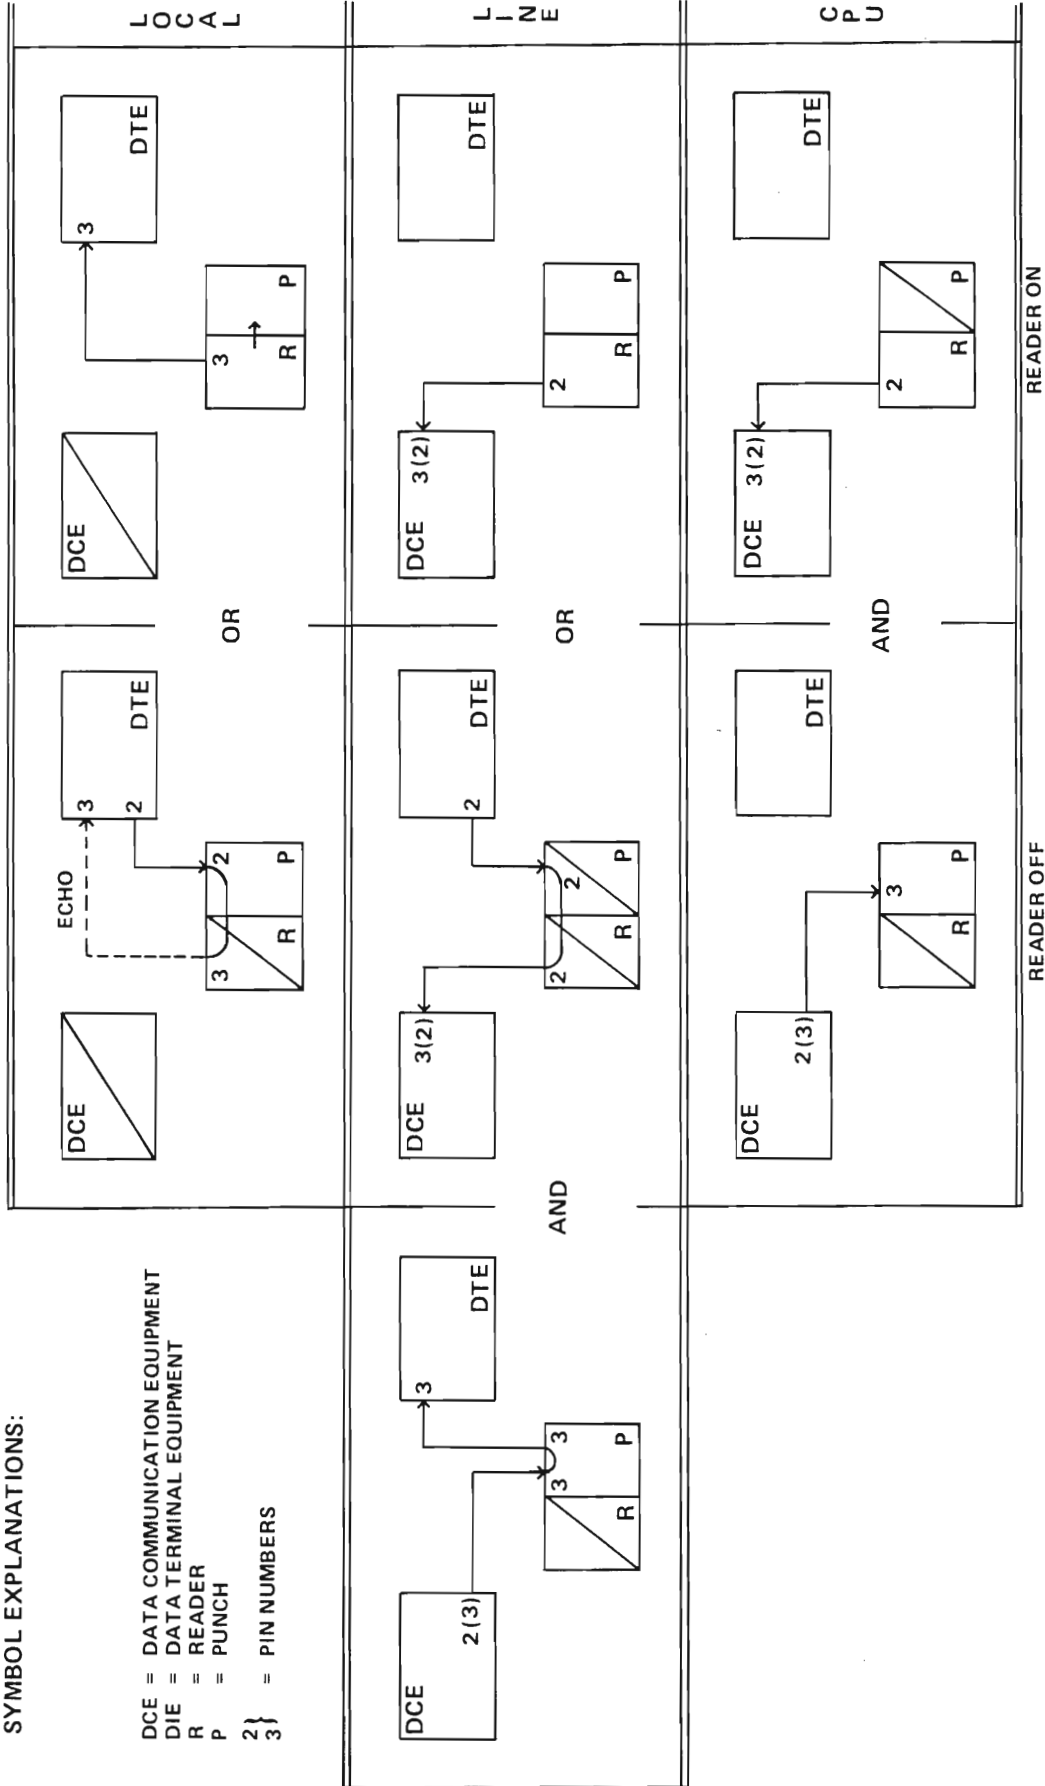 SYMBOL EXPLANATIONS:
DCE = DATA COMMUNICATION EQUIPMENT
DIE = DATA TERMINAL EQUIPMENT
R = READER
P = PUNCH
2}
3} = PIN NUMBERS
LOCAL
DCE
ECHO
3
2
DTE
3
2
R
P
OR
DCE
3
DTE
3
R
P
LINE
DCE
2(3)
3
DTE
3
3
R
P
AND
DCE
3(2)
2
DTE
2
2
R
P
OR
DCE
3(2)
DTE
2
R
P
CPU
DCE
2(3)
DTE
3
R
P
AND
DCE
3(2)
DTE
2
R
P
READER OFF
READER ON